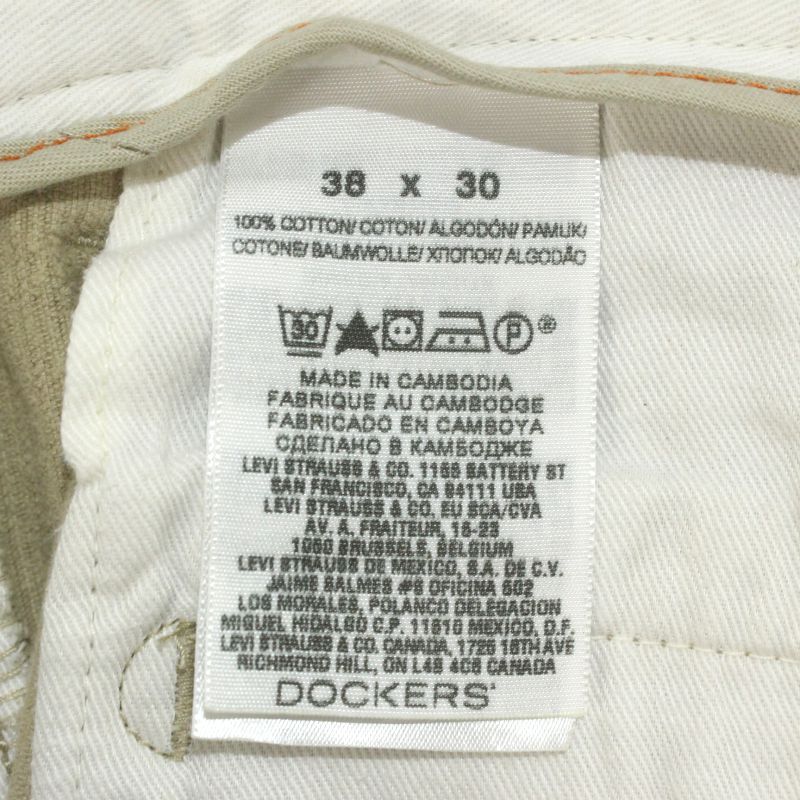 38 x 30
100% COTTON/ COTON/ ALGODÓN/ PAMUK/
COTONE/ BAUMWOLLE/ ХЛОПОК/ ALGODÃO
30 P ®
MADE IN CAMBODIA
FABRIQUE AU CAMBODGE
FABRICADO EN CAMBOYA
СДЕЛАНО В КАМБОДЖЕ
LEVI STRAUSS & CO. 1155 BATTERY ST
SAN FRANCISCO, CA 94111 USA
LEVI STRAUSS & CO. EU SCA/CVA
AV. A. FRAITEUR, 15-23
1050 BRUSSELS, BELGIUM
LEVI STRAUSS DE MEXICO, S.A. DE C.V.
JAIME BALMES #8 OFICINA 602
LOS MORALES, POLANCO DELEGACION
MIGUEL HIDALGO C.P. 11510 MEXICO, D.F.
LEVI STRAUSS & CO. CANADA, 1725 16TH AVE
RICHMOND HILL, ON L4B 4C6 CANADA
DOCKERS